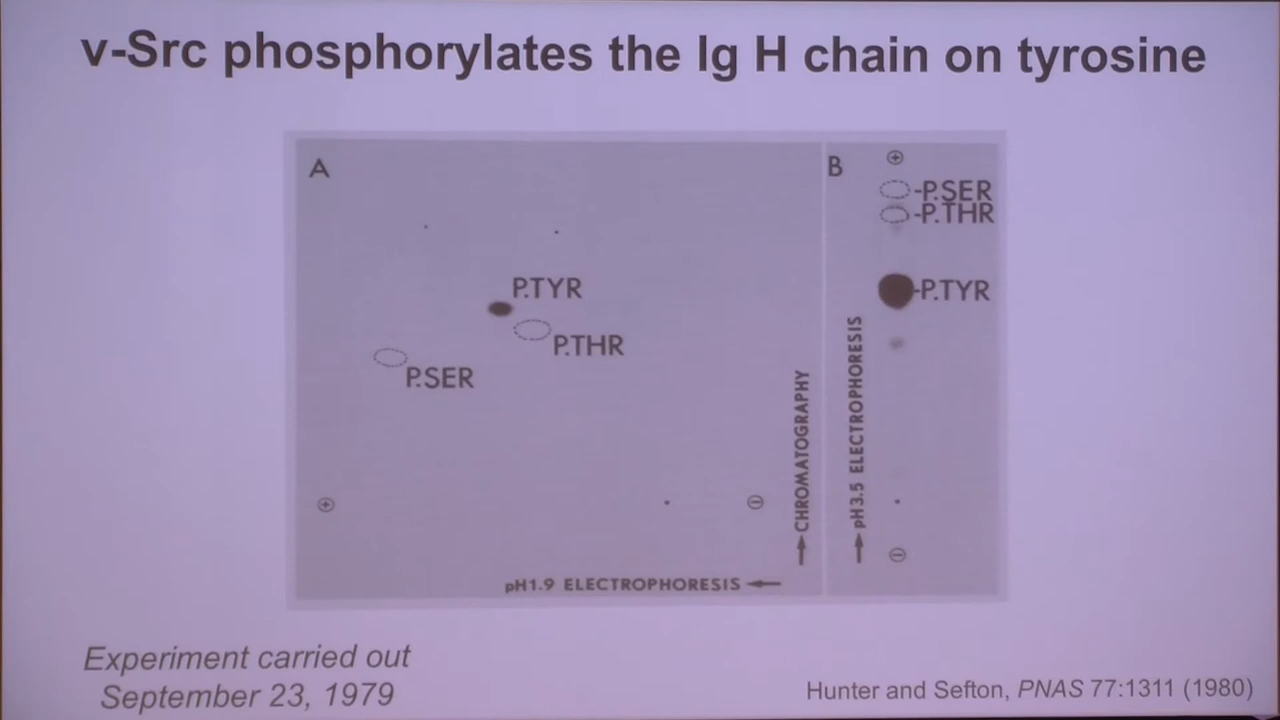 v-Src phosphorylates the Ig H chain on tyrosine
A
P.TYR
P.THR
P.SER
⊕
⊖
CHROMATOGRAPHY
pH1.9 ELECTROPHORESIS
B
⊕
-P.SER
-P.THR
-P.TYR
pH3.5 ELECTROPHORESIS
⊖
Experiment carried out
September 23, 1979
Hunter and Sefton, PNAS 77:1311 (1980)